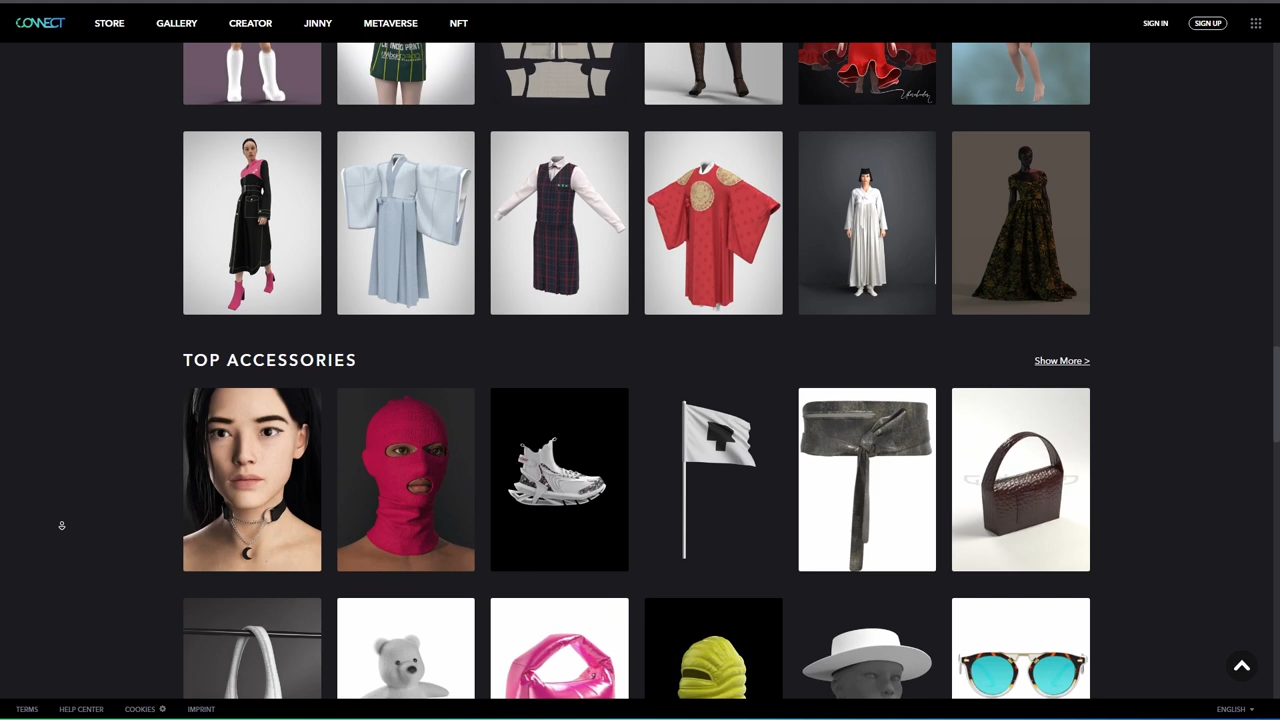 CONNECT
STORE
GALLERY
CREATOR
JINNY
METAVERSE
NFT
SIGN IN
SIGN UP
TOP ACCESSORIES
Show More >
TERMS
HELP CENTER
COOKIES
IMPRINT
ENGLISH